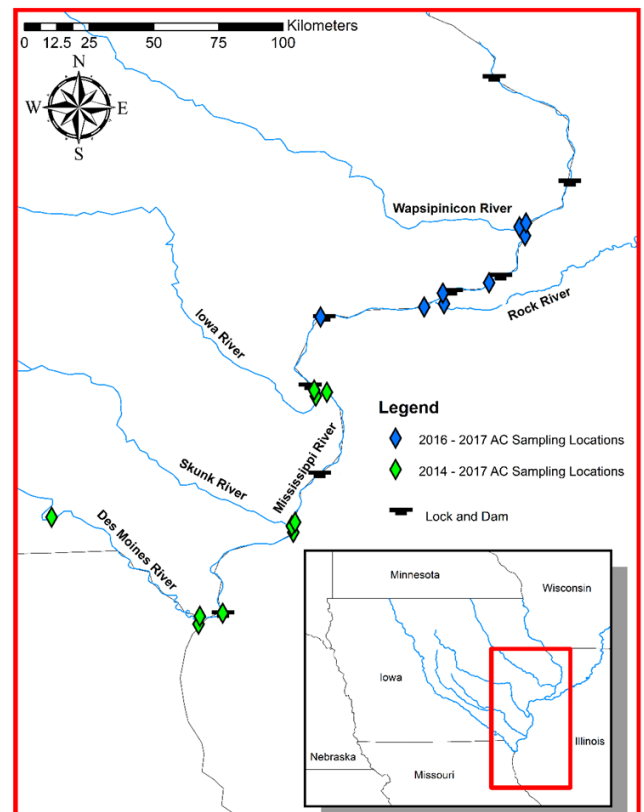 Kilometers
0 12.5 25 50 75 100
N
W E
S
Wapsipinicon River
Rock River
Iowa River
Mississippi River
Skunk River
Des Moines River
Legend
2016 - 2017 AC Sampling Locations
2014 - 2017 AC Sampling Locations
Lock and Dam
Minnesota
Wisconsin
Iowa
Illinois
Nebraska
Missouri